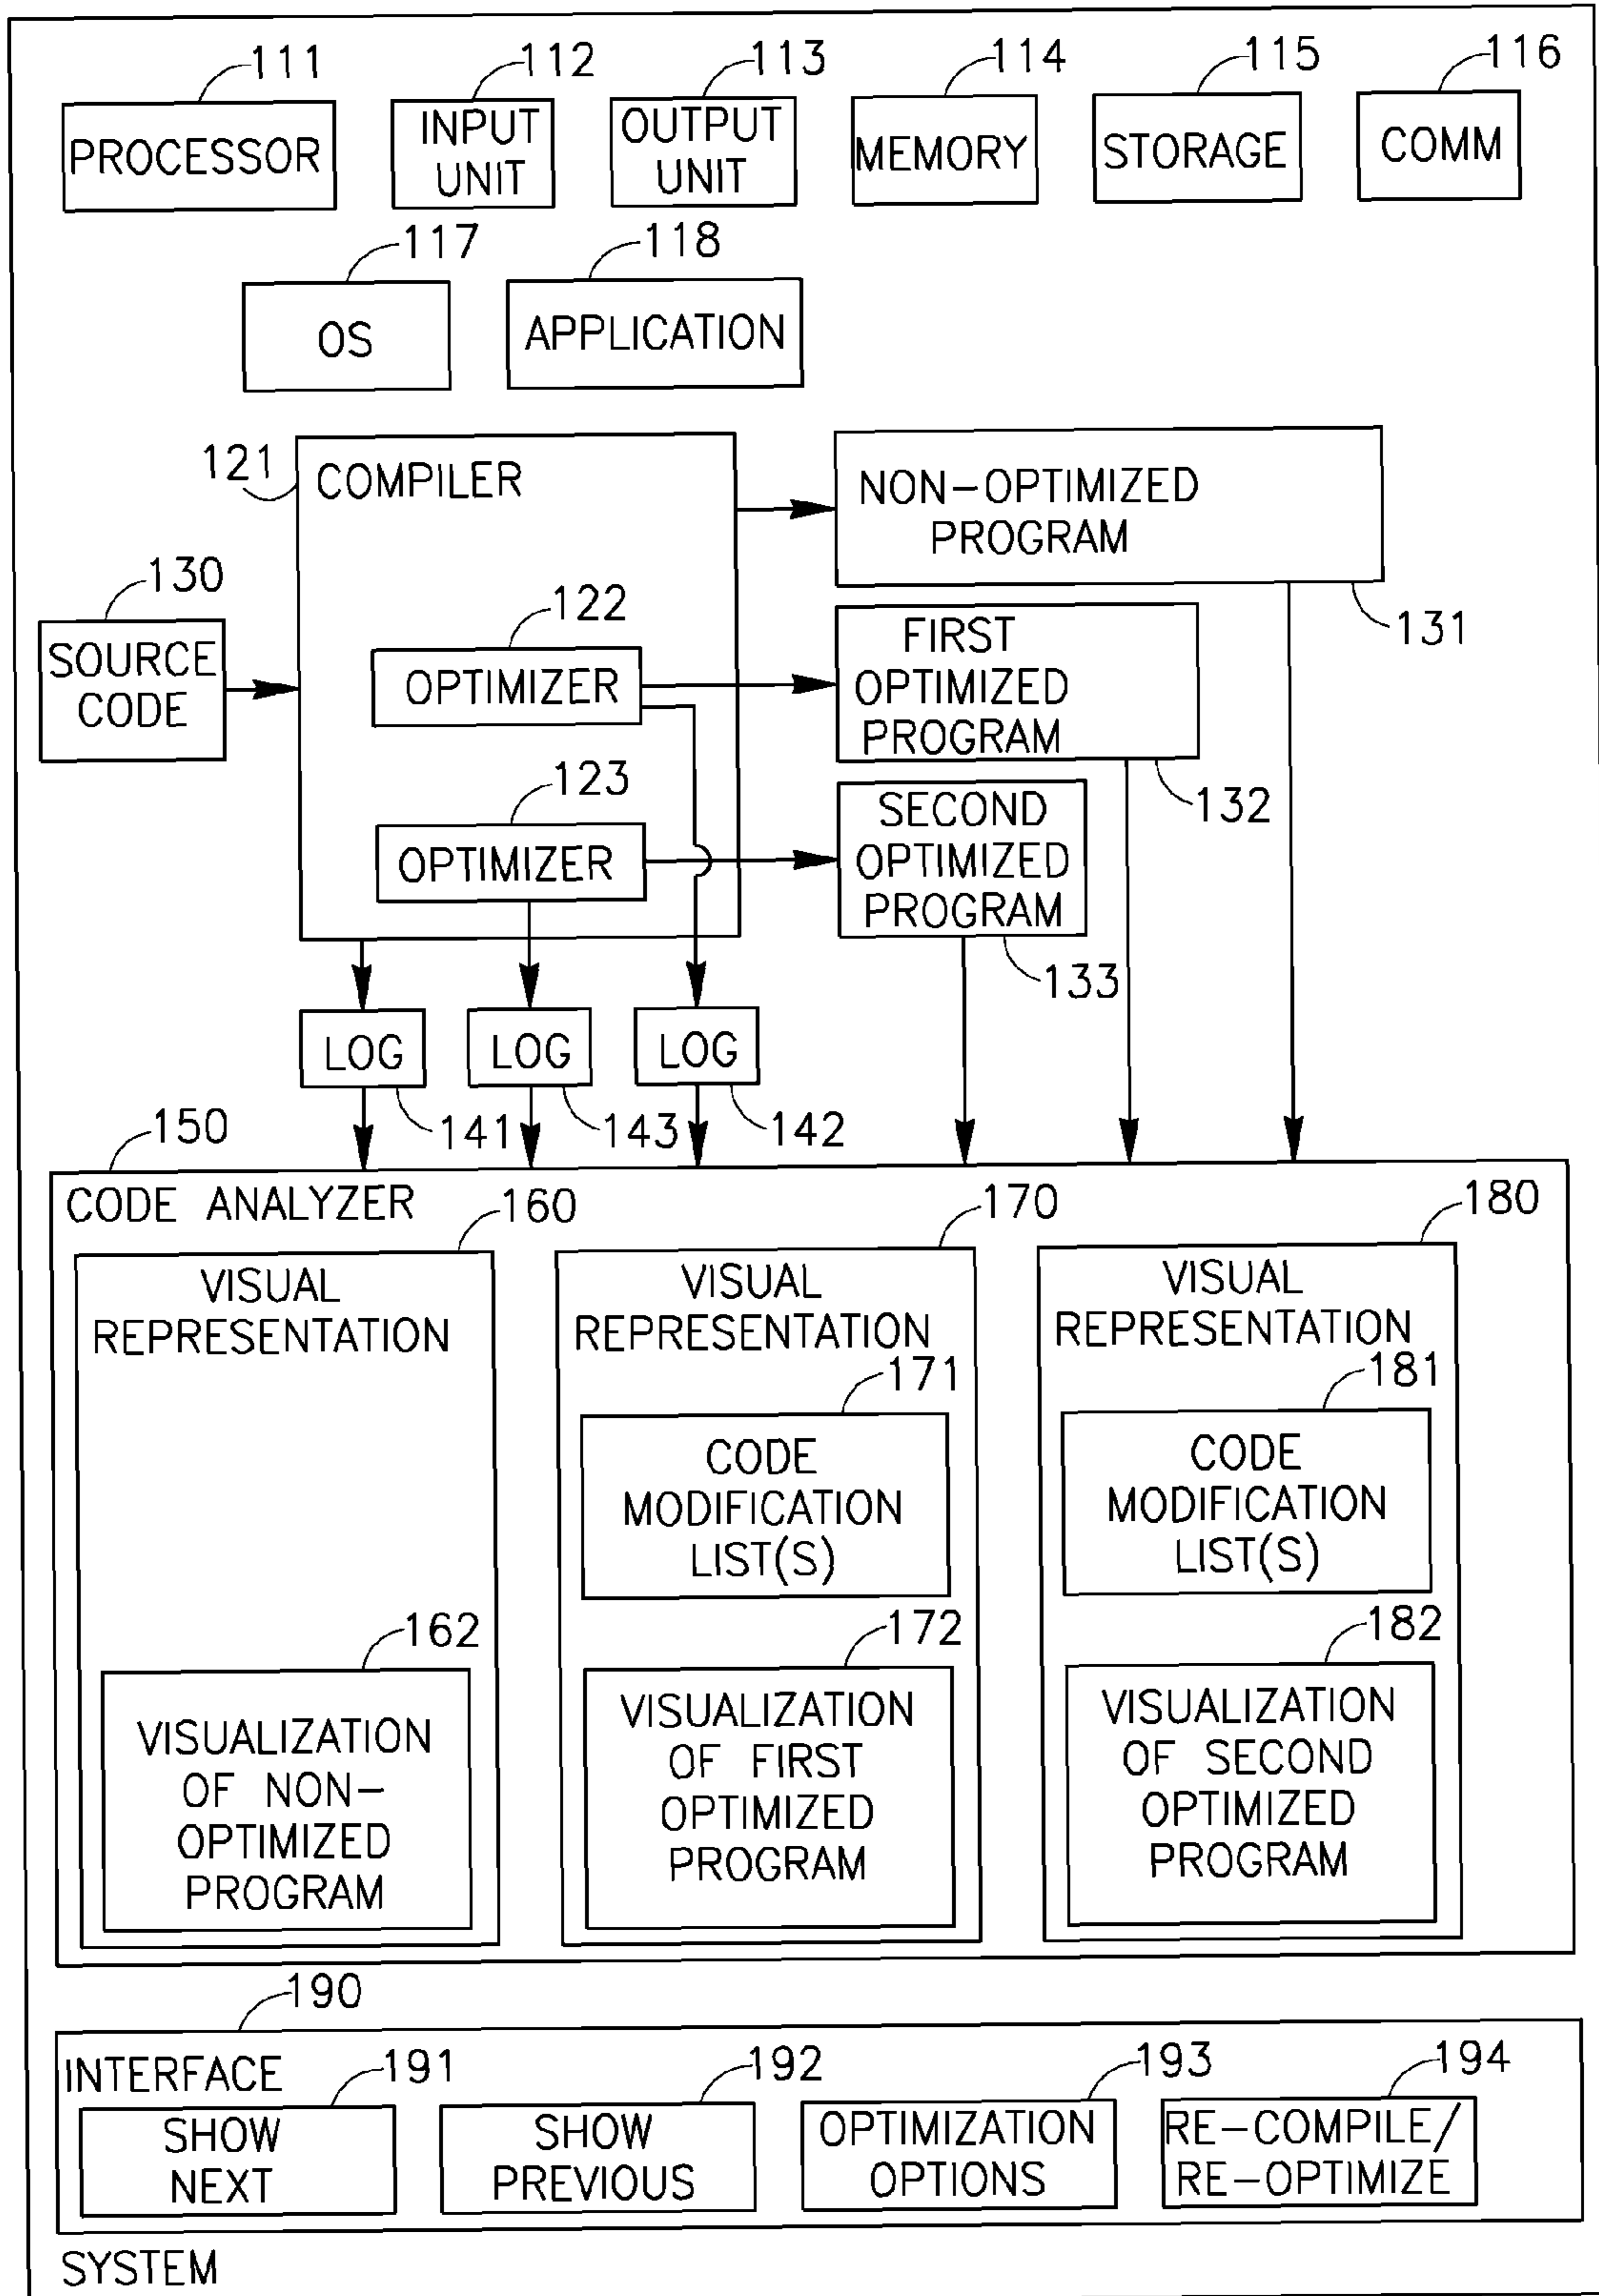 111
112
113
114
115
116
PROCESSOR
INPUT
UNIT
OUTPUT
UNIT
MEMORY
STORAGE
COMM
117
118
OS
APPLICATION
121
COMPILER
NON-OPTIMIZED
PROGRAM
131
130
SOURCE
CODE
122
OPTIMIZER
FIRST
OPTIMIZED
PROGRAM
132
123
OPTIMIZER
SECOND
OPTIMIZED
PROGRAM
133
LOG
LOG
LOG
141
143
142
150
CODE ANALYZER
160
170
180
VISUAL
REPRESENTATION
VISUAL
REPRESENTATION
VISUAL
REPRESENTATION
171
181
CODE
MODIFICATION
LIST(S)
CODE
MODIFICATION
LIST(S)
162
172
182
VISUALIZATION
OF NON-
OPTIMIZED
PROGRAM
VISUALIZATION
OF FIRST
OPTIMIZED
PROGRAM
VISUALIZATION
OF SECOND
OPTIMIZED
PROGRAM
190
INTERFACE
191
192
193
194
SHOW
NEXT
SHOW
PREVIOUS
OPTIMIZATION
OPTIONS
RE-COMPILE/
RE-OPTIMIZE
SYSTEM